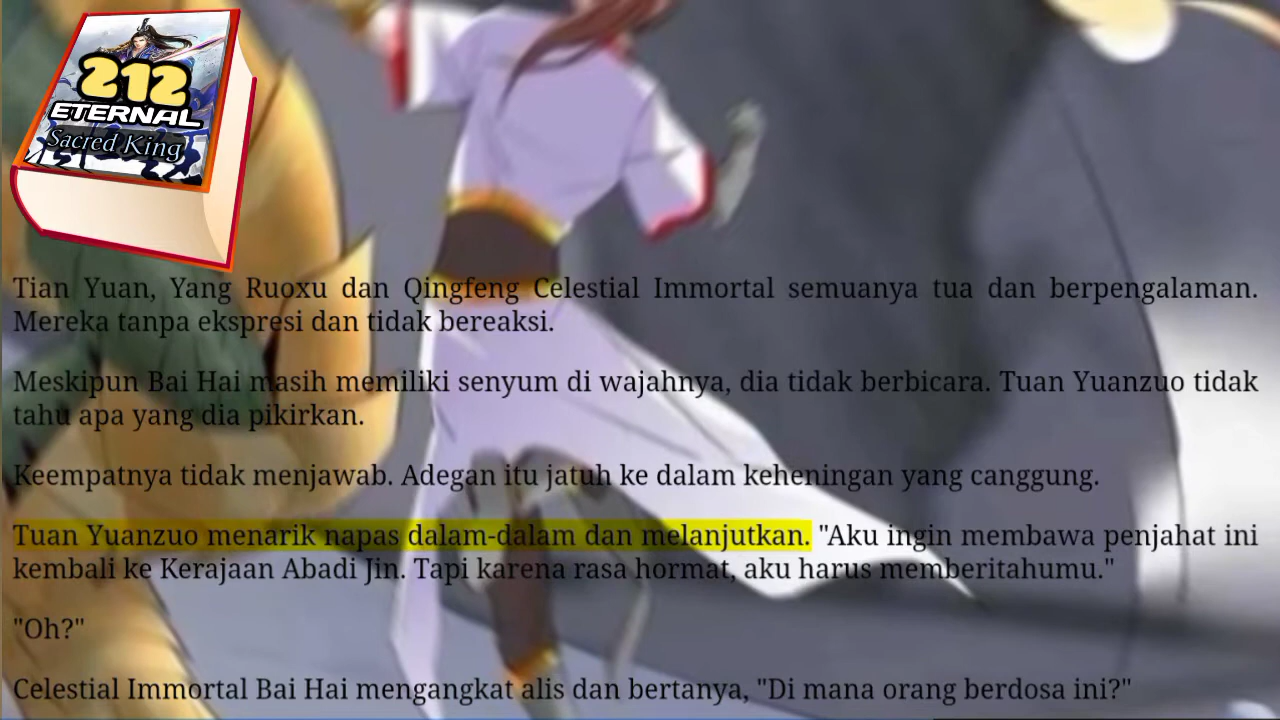 212
ETERNAL
Sacred King
Tian Yuan, Yang Ruoxu dan Qingfeng Celestial Immortal semuanya tua dan berpengalaman.
Mereka tanpa ekspresi dan tidak bereaksi.
Meskipun Bai Hai masih memiliki senyum di wajahnya, dia tidak berbicara. Tuan Yuanzuo tidak
tahu apa yang dia pikirkan.
Keempatnya tidak menjawab. Adegan itu jatuh ke dalam keheningan yang canggung.
Tuan Yuanzuo menarik napas dalam-dalam dan melanjutkan. "Aku ingin membawa penjahat ini
kembali ke Kerajaan Abadi Jin. Tapi karena rasa hormat, aku harus memberitahumu."
"Oh?"
Celestial Immortal Bai Hai mengangkat alis dan bertanya, "Di mana orang berdosa ini?"